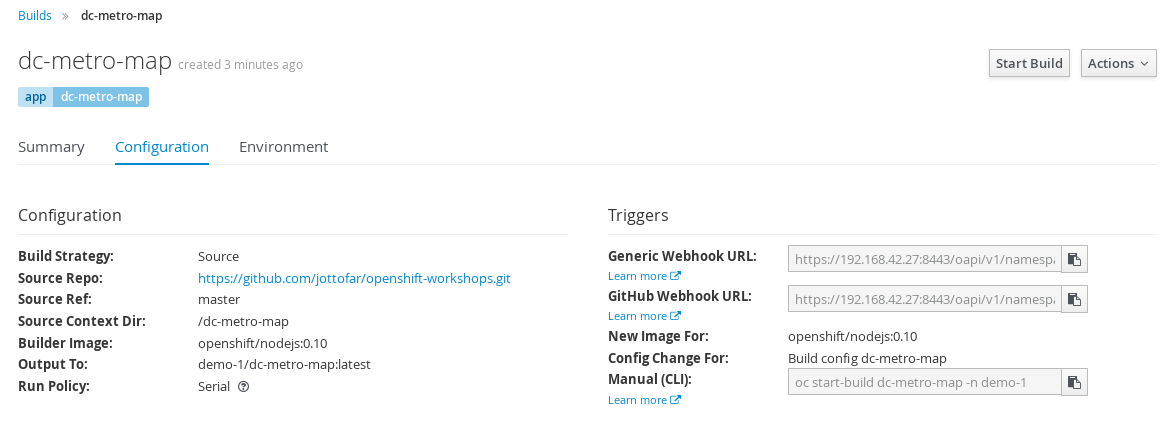 Builds » dc-metro-map
dc-metro-map created 3 minutes ago
Start Build Actions
app dc-metro-map
Summary Configuration Environment
Configuration
Build Strategy: Source
Source Repo: https://github.com/jottofar/openshift-workshops.git
Source Ref: master
Source Context Dir: /dc-metro-map
Builder Image: openshift/nodejs:0.10
Output To: demo-1/dc-metro-map:latest
Run Policy: Serial
Triggers
Generic Webhook URL: https://192.168.42.27:8443/oapi/v1/namespa
Learn more
GitHub Webhook URL: https://192.168.42.27:8443/oapi/v1/namespa
Learn more
New Image For: openshift/nodejs:0.10
Config Change For: Build config dc-metro-map
Manual (CLI): oc start-build dc-metro-map -n demo-1
Learn more